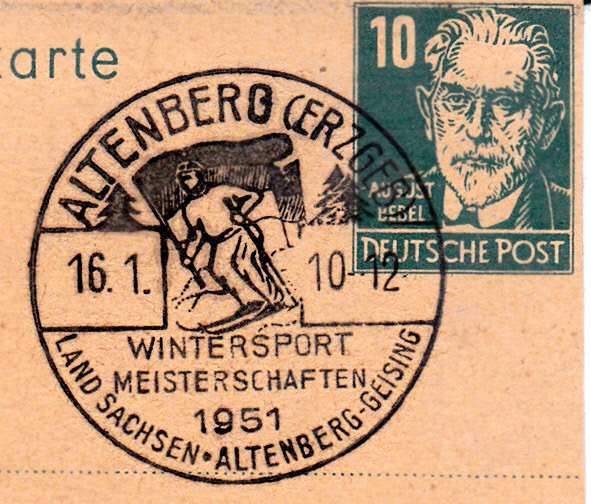 karte
10
AUGUST
BEBEL
DEUTSCHE POST
ALTENBERG (ERZGEB)
16. 1.
10-12
WINTERSPORT
MEISTERSCHAFTEN
1951
LAND SACHSEN • ALTENBERG-GEISING